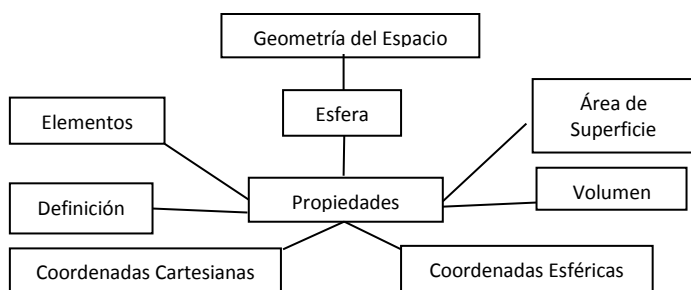 Geometría del Espacio
Esfera
Elementos
Área de
Superficie
Propiedades
Definición
Volumen
Coordenadas Cartesianas
Coordenadas Esféricas